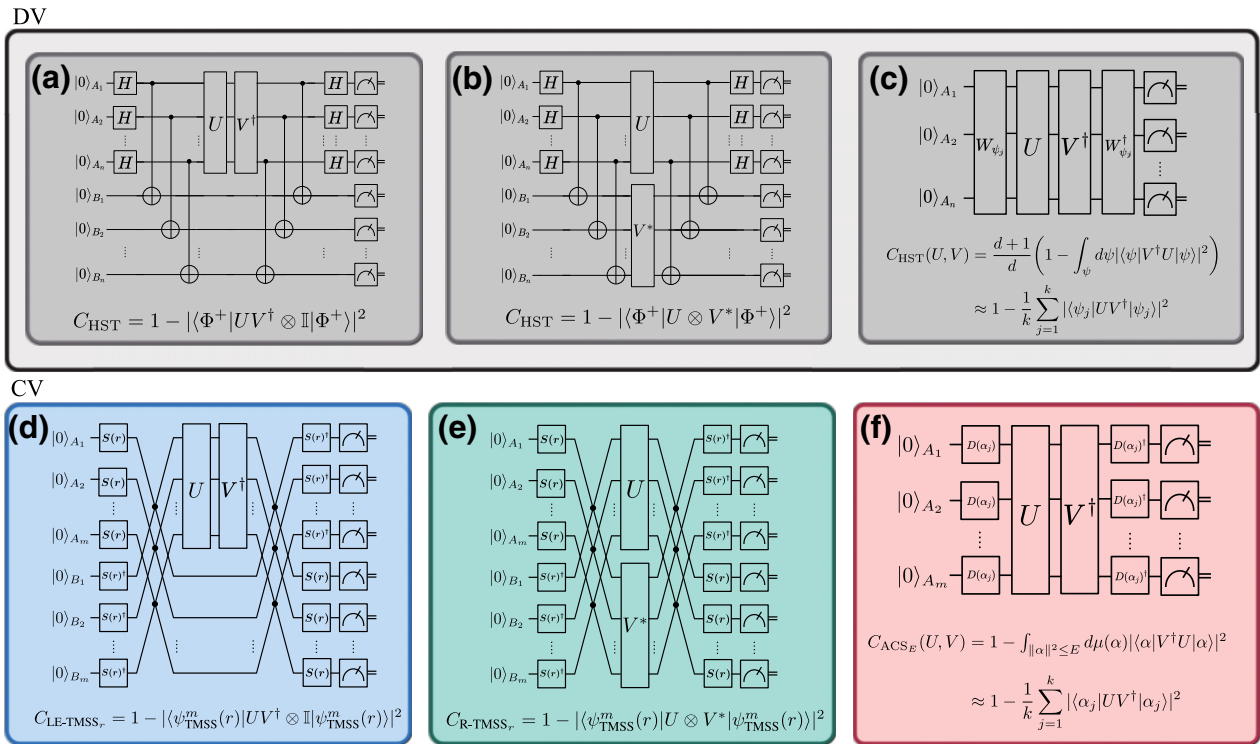 DV
(a)
|0⟩_{A_1} H
|0⟩_{A_2} H
|0⟩_{A_n} H
U V^†
H
H
H
|0⟩_{B_1}
|0⟩_{B_2}
|0⟩_{B_n}
C_{HST} = 1 − |⟨Φ^+|UV^† ⊗ 𝕀|Φ^+⟩|^2
(b)
|0⟩_{A_1} H
|0⟩_{A_2} H
|0⟩_{A_n} H
U
H
H
H
|0⟩_{B_1}
|0⟩_{B_2}
|0⟩_{B_n}
V^*
C_{HST} = 1 − |⟨Φ^+|U ⊗ V^*|Φ^+⟩|^2
(c)
|0⟩_{A_1}
|0⟩_{A_2}
|0⟩_{A_n}
W_{ψ_j} U V^† W^†_{ψ_j}
C_{HST}(U, V) = \frac{d+1}{d} (1 − ∫_ψ dψ|⟨ψ|V^†U|ψ⟩|^2)
≈ 1 − \frac{1}{k} \sum_{j=1}^{k} |⟨ψ_j|UV^†|ψ_j⟩|^2
CV
(d)
|0⟩_{A_1} S(r)
|0⟩_{A_2} S(r)
|0⟩_{A_m} S(r)
|0⟩_{B_1} S(r)^†
|0⟩_{B_2} S(r)^†
|0⟩_{B_m} S(r)^†
U V^†
S(r)^†
S(r)^†
S(r)^†
S(r)
S(r)
S(r)
C_{LE-TMSS_r} = 1 − |⟨ψ^m_{TMSS}(r)|UV^† ⊗ 𝕀|ψ^m_{TMSS}(r)⟩|^2
(e)
|0⟩_{A_1} S(r)
|0⟩_{A_2} S(r)
|0⟩_{A_m} S(r)
|0⟩_{B_1} S(r)^†
|0⟩_{B_2} S(r)^†
|0⟩_{B_m} S(r)^†
U
V^*
S(r)^†
S(r)^†
S(r)^†
S(r)
S(r)
S(r)
C_{R-TMSS_r} = 1 − |⟨ψ^m_{TMSS}(r)|U ⊗ V^*|ψ^m_{TMSS}(r)⟩|^2
(f)
|0⟩_{A_1} D(α_j) D(α_j)^†
|0⟩_{A_2} D(α_j) D(α_j)^†
|0⟩_{A_m} D(α_j) D(α_j)^†
U V^†
C_{ACS_E}(U, V) = 1 − ∫_{‖α‖^2≤E} dμ(α)|⟨α|V^†U|α⟩|^2
≈ 1 − \frac{1}{k} \sum_{j=1}^{k} |⟨α_j|UV^†|α_j⟩|^2